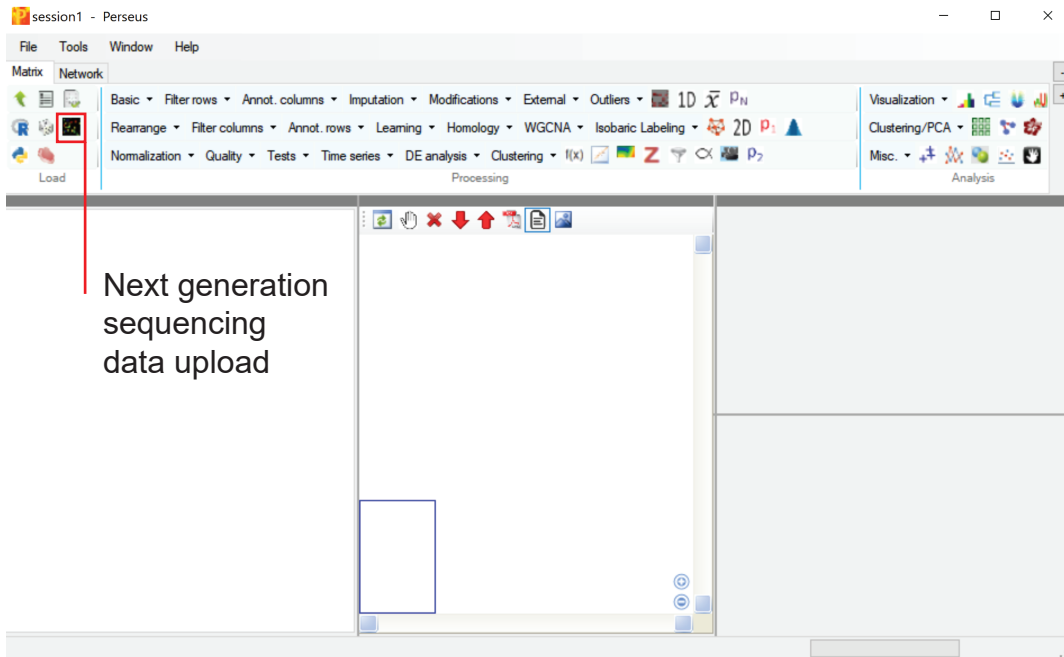 session1 - Perseus
File Tools Window Help
Matrix Network
Basic Filter rows Annot. columns Imputation Modifications External Outliers 1D x̅ pN Visualization
Rearrange Filter columns Annot. rows Learning Homology WGCNA Isobaric Labeling 2D p1 Clustering/PCA
Normalization Quality Tests Time series DE analysis Clustering f(x) Z p2 Misc.
Load Processing Analysis
Next generation
sequencing
data upload